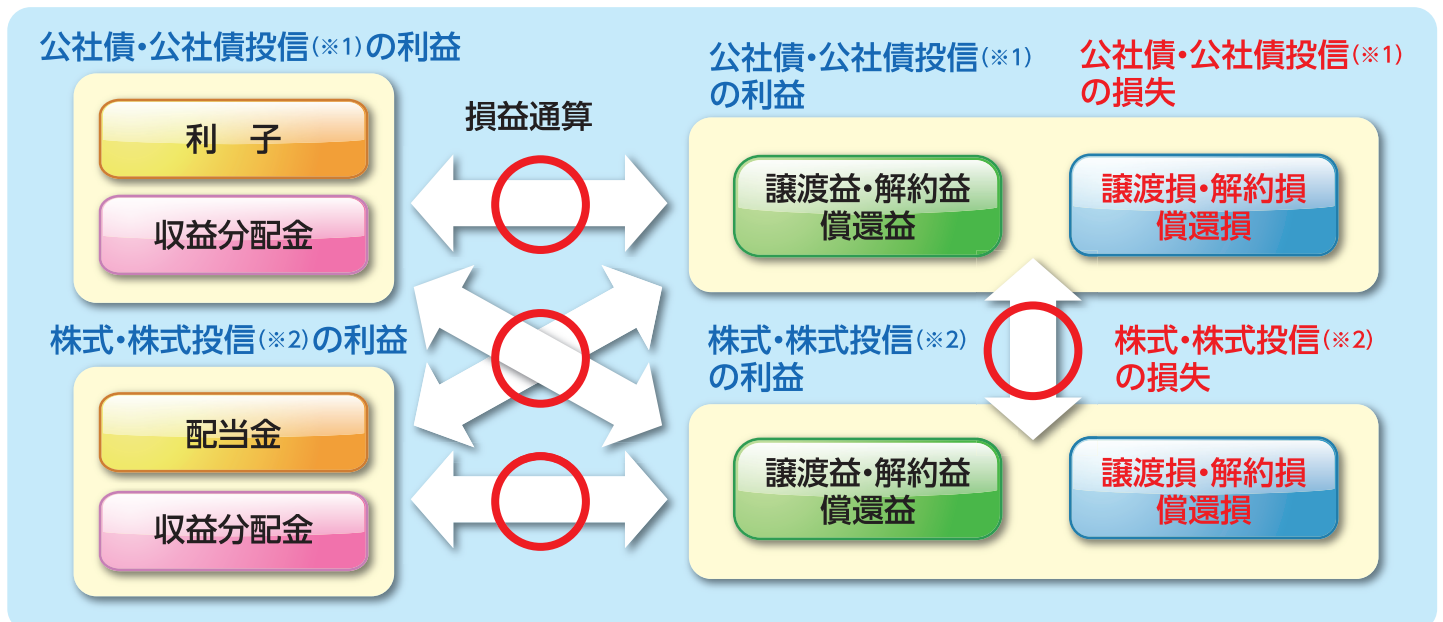 公社債・公社債投信(※1)の利益
利　子
収益分配金
株式・株式投信(※2)の利益
配当金
収益分配金
損益通算
公社債・公社債投信(※1)
の利益
公社債・公社債投信(※1)
の損失
譲渡益・解約益
償還益
譲渡損・解約損
償還損
株式・株式投信(※2)
の利益
株式・株式投信(※2)
の損失
譲渡益・解約益
償還益
譲渡損・解約損
償還損